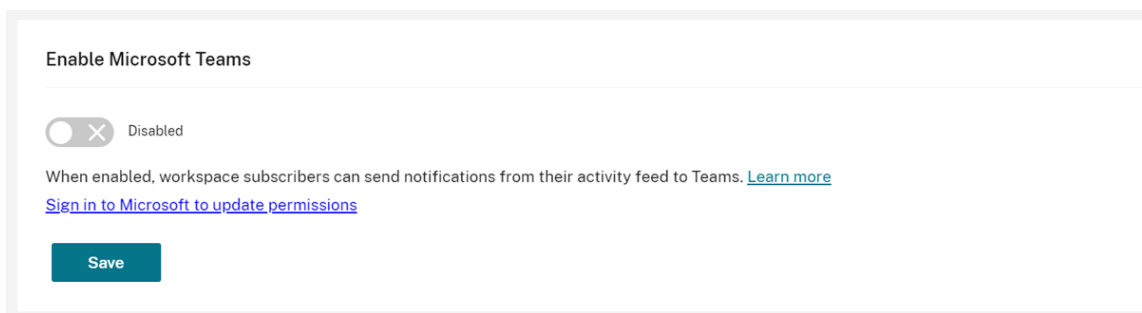 Enable Microsoft Teams
Disabled
When enabled, workspace subscribers can send notifications from their activity feed to Teams. Learn more
Sign in to Microsoft to update permissions
Save